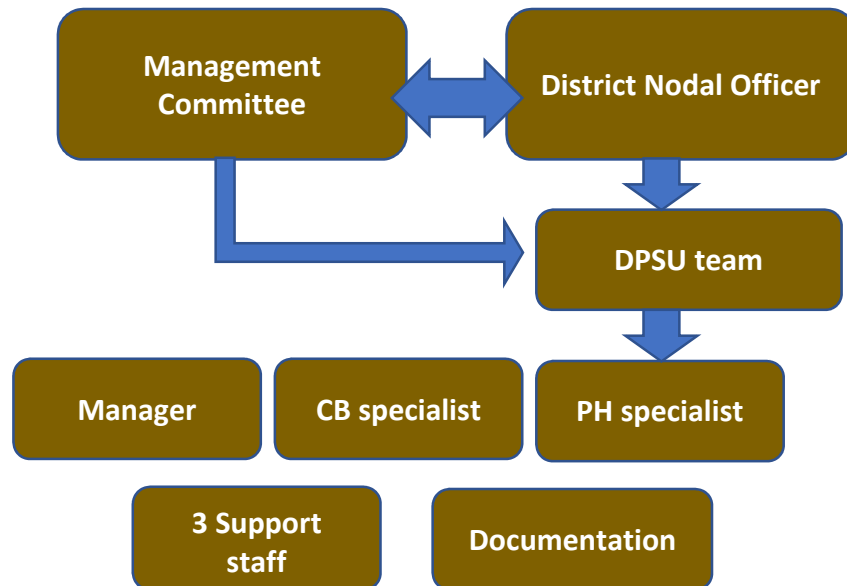 Management
Committee
District Nodal Officer
DPSU team
Manager
CB specialist
PH specialist
3 Support
staff
Documentation